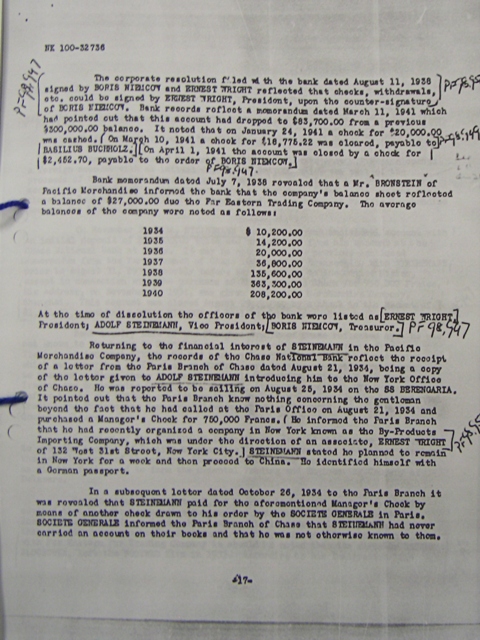 NK 100-32736
PF 98,947
The corporate resolution filed with the bank dated August 11, 1938
signed by BORIS NIEMCOV and ERNEST WRIGHT reflected that checks, withdrawals,
etc. could be signed by ERNEST WRIGHT, President, upon the counter-signature
of BORIS NIEMCOV. Bank records reflect a memorandum dated March 11, 1941 which
had pointed out that this account had dropped to $83,700.00 from a previous
$300,000.00 balance. It noted that on January 24, 1941 a check for $20,000.00
was cashed. On March 10, 1941 a check for $16,776.22 was cleared, payable to
BASILIUS BUCHHOLZ. On April 1, 1941 the account was closed by a check for
$2,452.70, payable to the order of BORIS NIEMCOV.
PF 98,947.
Bank memorandum dated July 7, 1938 revealed that a Mr. "BRONSTEIN" of
Pacific Merchandise informed the bank that the company's balance sheet reflected
a balance of $27,000.00 due the Far Eastern Trading Company. The average
balances of the company were noted as follows:
1934 $ 10,200.00
1935 14,200.00
1936 20,000.00
1937 36,800.00
1938 135,600.00
1939 363,300.00
1940 208,200.00
At the time of dissolution the officers of the bank were listed as ERNEST WRIGHT,
President; ADOLF STEINEMANN, Vice President; BORIS NIEMCOV, Treasurer. PF 98,947
Returning to the financial interest of STEINEMANN in the Pacific
Merchandise Company, the records of the Chase National Bank reflect the receipt
of a letter from the Paris Branch of Chase dated August 21, 1934, being a copy
of the letter given to ADOLF STEINEMANN introducing him to the New York Office
of Chase. He was reported to be sailing on August 25, 1934 on the SS BERENGARIA.
It pointed out that the Paris Branch know nothing concerning the gentleman
beyond the fact that he had called at the Paris Office on August 21, 1934 and
purchased a Manager's Check for 750,000 Francs. He informed the Paris Branch
that he had recently organized a company in New York known as the By-Products
Importing Company, which was under the direction of an associate, ERNEST WRIGHT
of 132 West 31st Street, New York City. STEINEMANN stated he planned to remain
in New York for a week and then proceed to China. He identified himself with
a German passport.
In a subsequent letter dated October 26, 1934 to the Paris Branch it
was revealed that STEINEMANN paid for the aforementioned Manager's Check by
means of another check drawn to his order by the SOCIETE GENERALE in Paris.
SOCIETE GENERALE informed the Paris Branch of Chase that STEINEMANN had never
carried an account on their books and that he was not otherwise known to them.
-17-